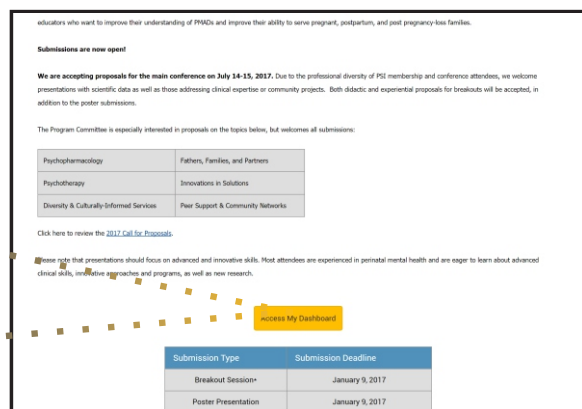 educators who want to improve their understanding of PMADs and improve their ability to serve pregnant, postpartum, and post pregnancy-loss families.
Submissions are now open!
We are accepting proposals for the main conference on July 14-15, 2017. Due to the professional diversity of PSI membership and conference attendees, we welcome
presentations with scientific data as well as those addressing clinical expertise or community projects. Both didactic and experiential proposals for breakouts will be accepted, in
addition to the poster submissions.
The Program Committee is especially interested in proposals on the topics below, but welcomes all submissions:
Psychopharmacology Fathers, Families, and Partners
Psychotherapy Innovations in Solutions
Diversity & Culturally-Informed Services Peer Support & Community Networks
Click here to review the 2017 Call for Proposals.
Please note that presentations should focus on advanced and innovative skills. Most attendees are experienced in perinatal mental health and are eager to learn about advanced
clinical skills, innovative approaches and programs, as well as new research.
Access My Dashboard
Submission Type Submission Deadline
Breakout Session* January 9, 2017
Poster Presentation January 9, 2017